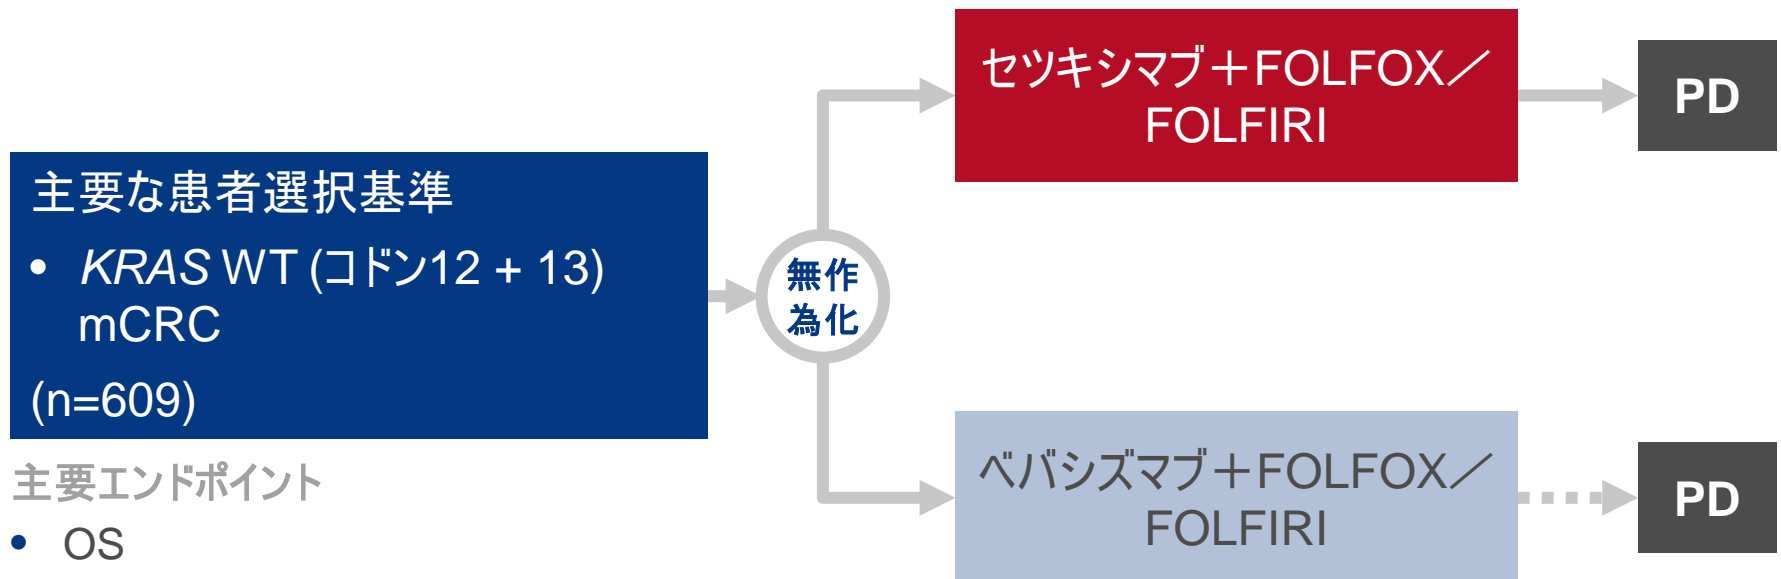 主要な患者選択基準
• KRAS WT (コドン12 + 13)
mCRC
(n=609)
主要エンドポイント
• OS
無作
為化
セツキシマブ＋FOLFOX／
FOLFIRI
PD
ベバシズマブ＋FOLFOX／
FOLFIRI
PD